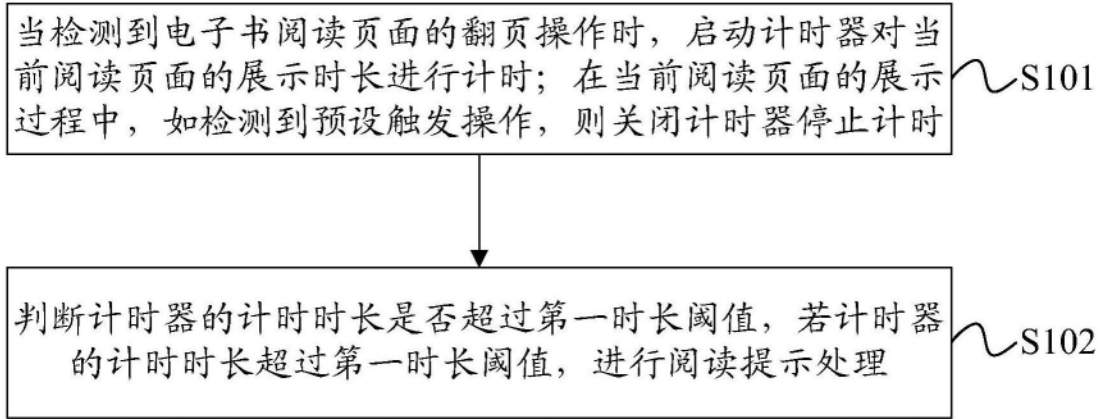 当检测到电子书阅读页面的翻页操作时，启动计时器对当
前阅读页面的展示时长进行计时；在当前阅读页面的展示
过程中，如检测到预设触发操作，则关闭计时器停止计时
S101
判断计时器的计时时长是否超过第一时长阈值，若计时器
的计时时长超过第一时长阈值，进行阅读提示处理
S102